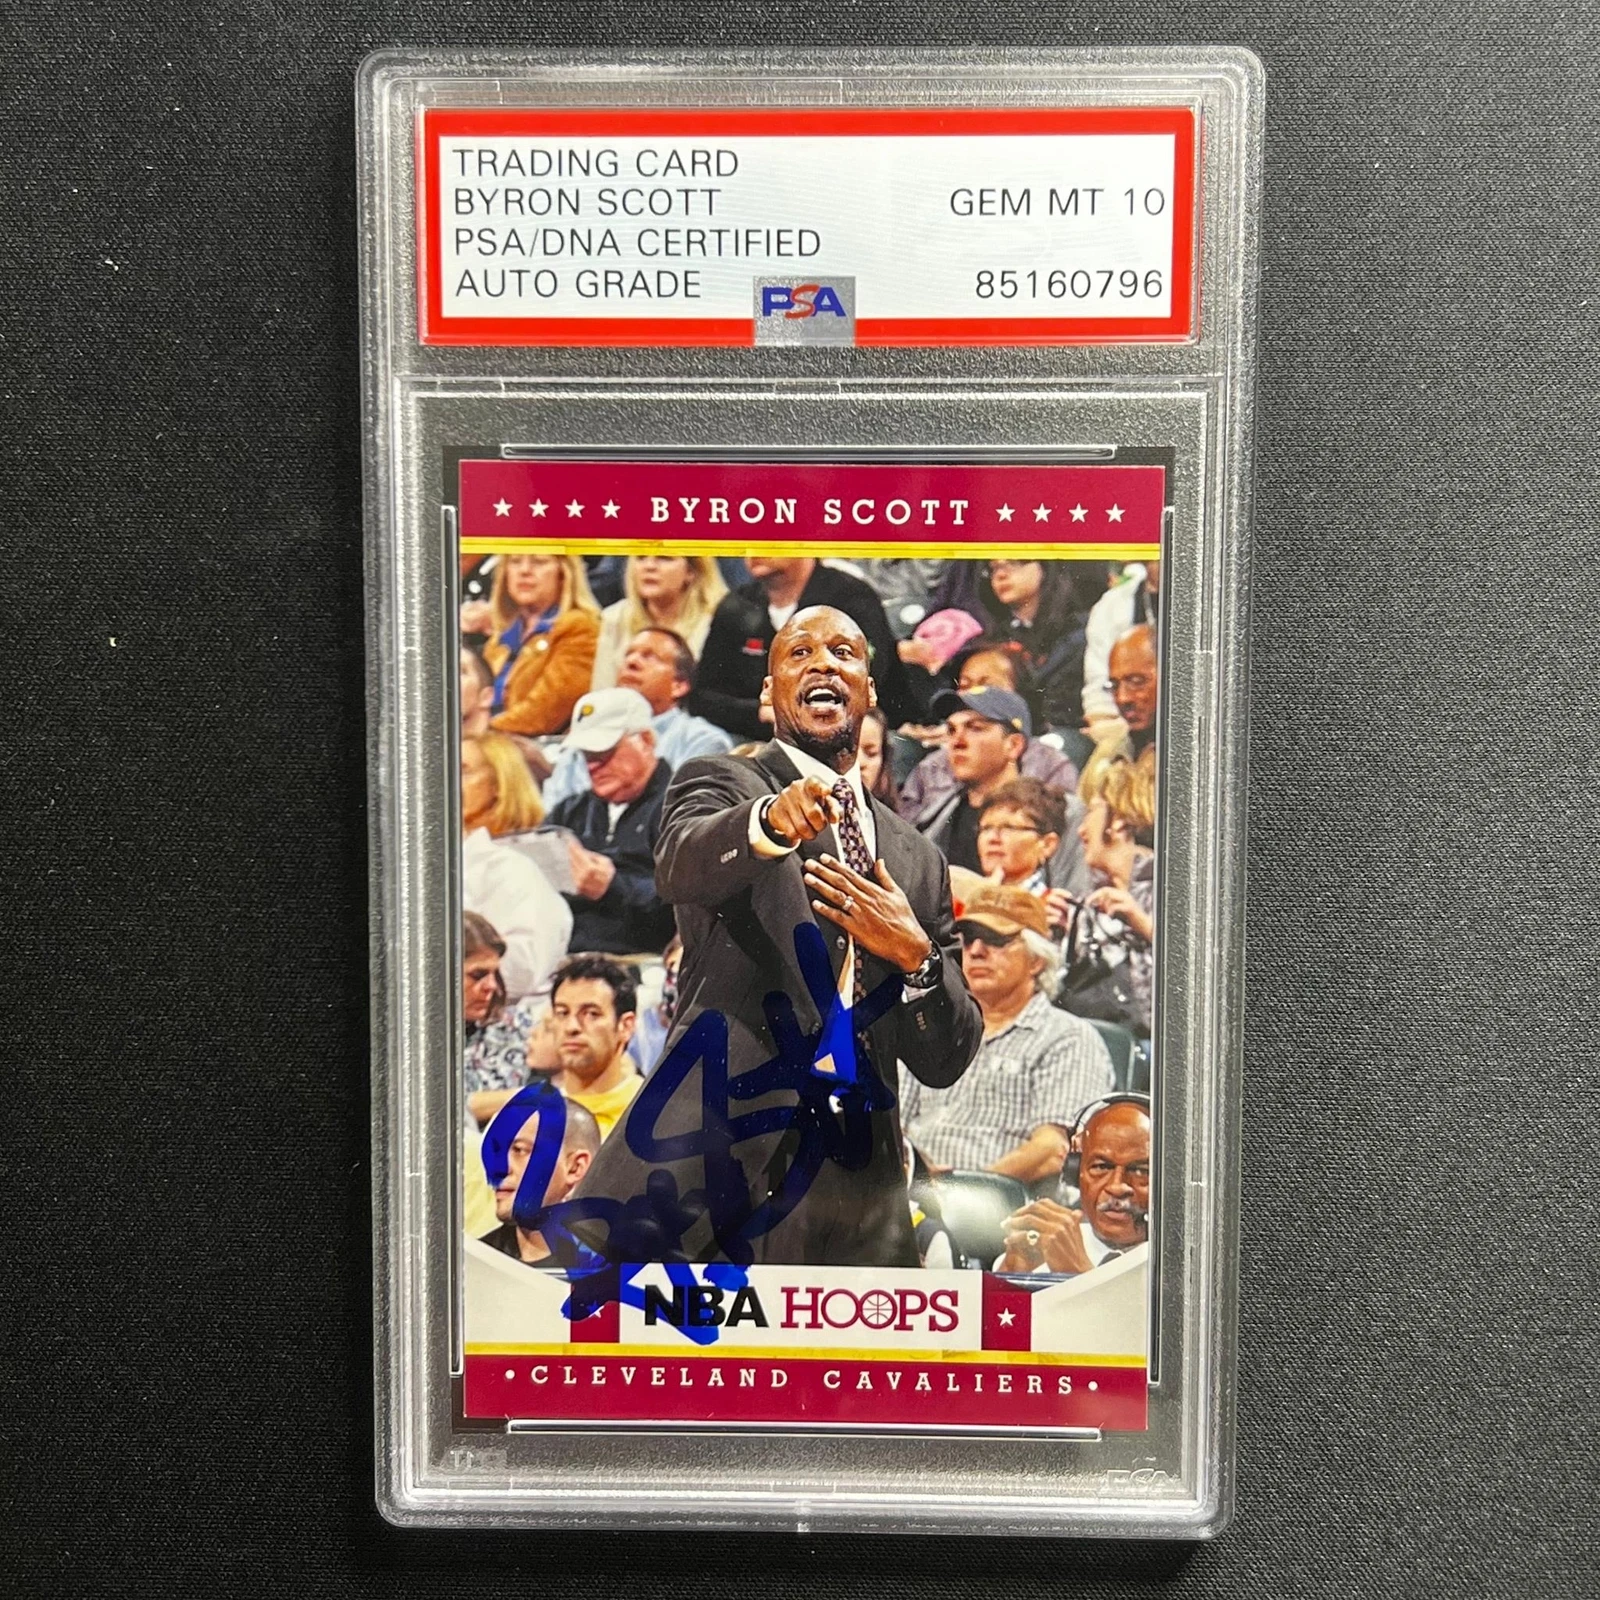 TRADING CARD
BYRON SCOTT
GEM MT 10
PSA/DNA CERTIFIED
AUTO GRADE
85160796
PSA
★ ★ ★ ★ BYRON SCOTT ★ ★ ★ ★
P
NBA HOOPS
• CLEVELAND CAVALIERS •
PSA